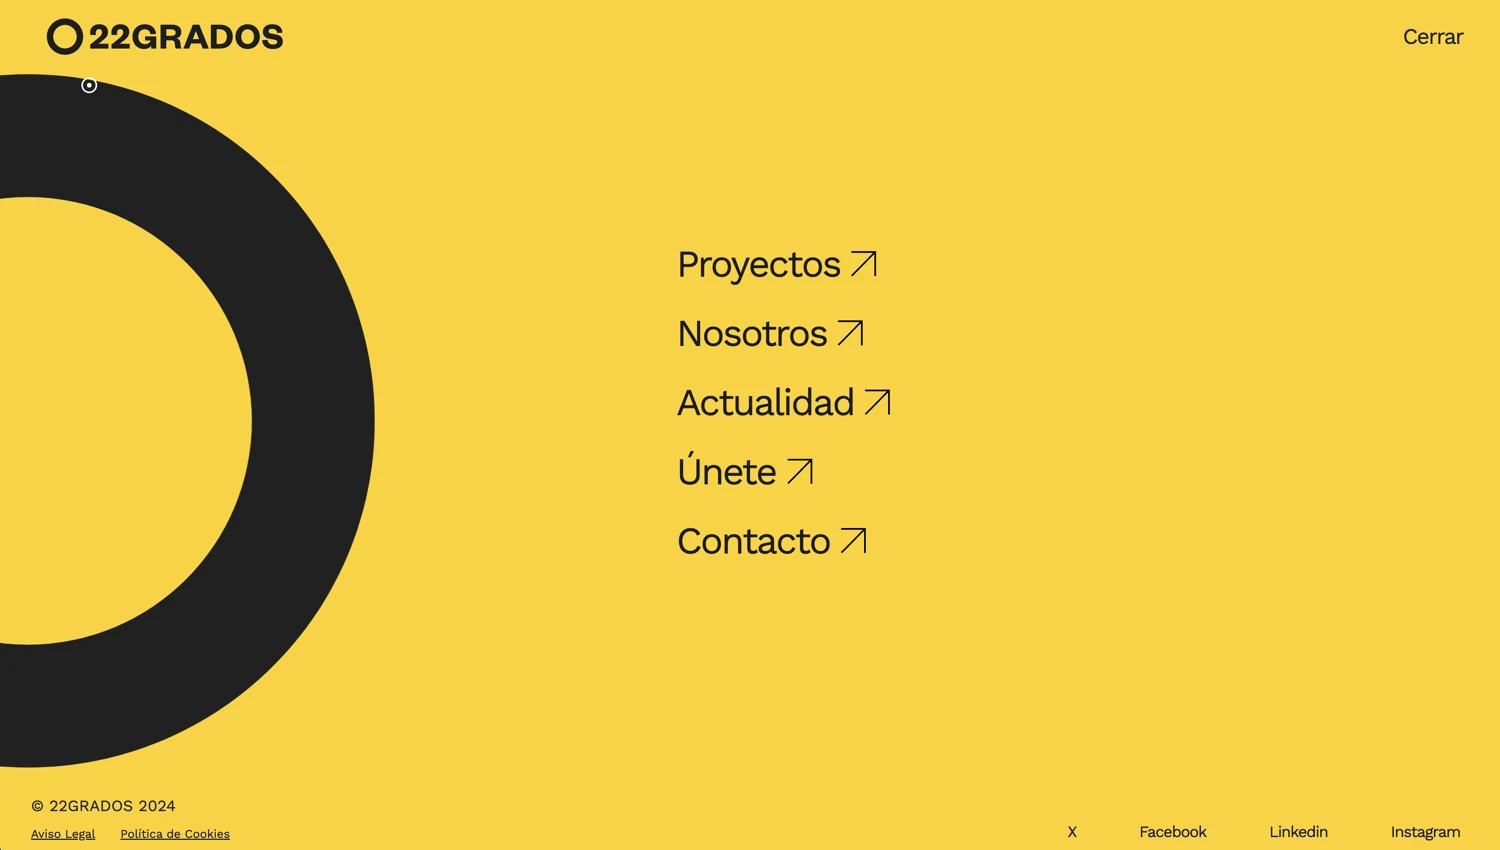 22GRADOS
Cerrar
Proyectos
Nosotros
Actualidad
Únete
Contacto
© 22GRADOS 2024
Aviso Legal Política de Cookies
X Facebook Linkedin Instagram